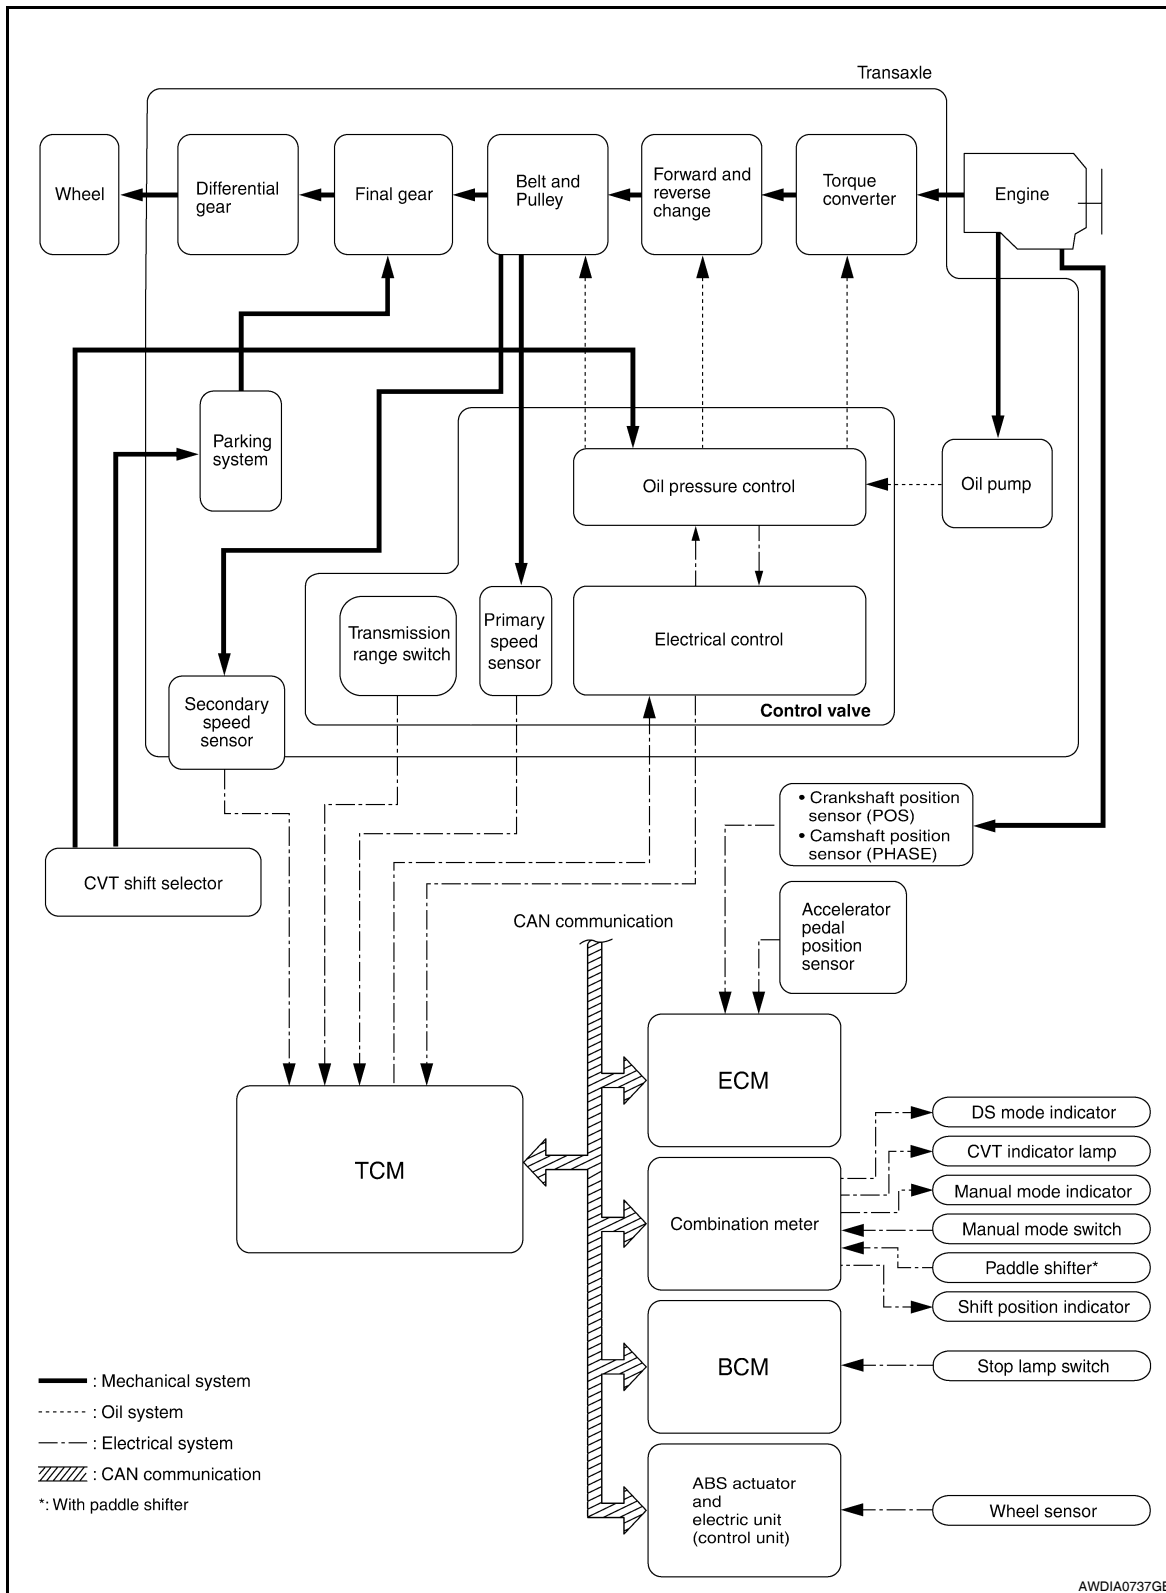 Transaxle
Wheel
Differential
gear
Final gear
Belt and
Pulley
Forward and
reverse
change
Torque
converter
Engine
Parking
system
Oil pressure control
Oil pump
Transmission
range switch
Primary
speed
sensor
Electrical control
Control valve
Secondary
speed
sensor
• Crankshaft position
sensor (POS)
• Camshaft position
sensor (PHASE)
CVT shift selector
Accelerator
pedal
position
sensor
CAN communication
ECM
TCM
Combination meter
DS mode indicator
CVT indicator lamp
Manual mode indicator
Manual mode switch
Paddle shifter*
Shift position indicator
BCM
Stop lamp switch
ABS actuator
and
electric unit
(control unit)
Wheel sensor
: Mechanical system
: Oil system
: Electrical system
: CAN communication
*: With paddle shifter